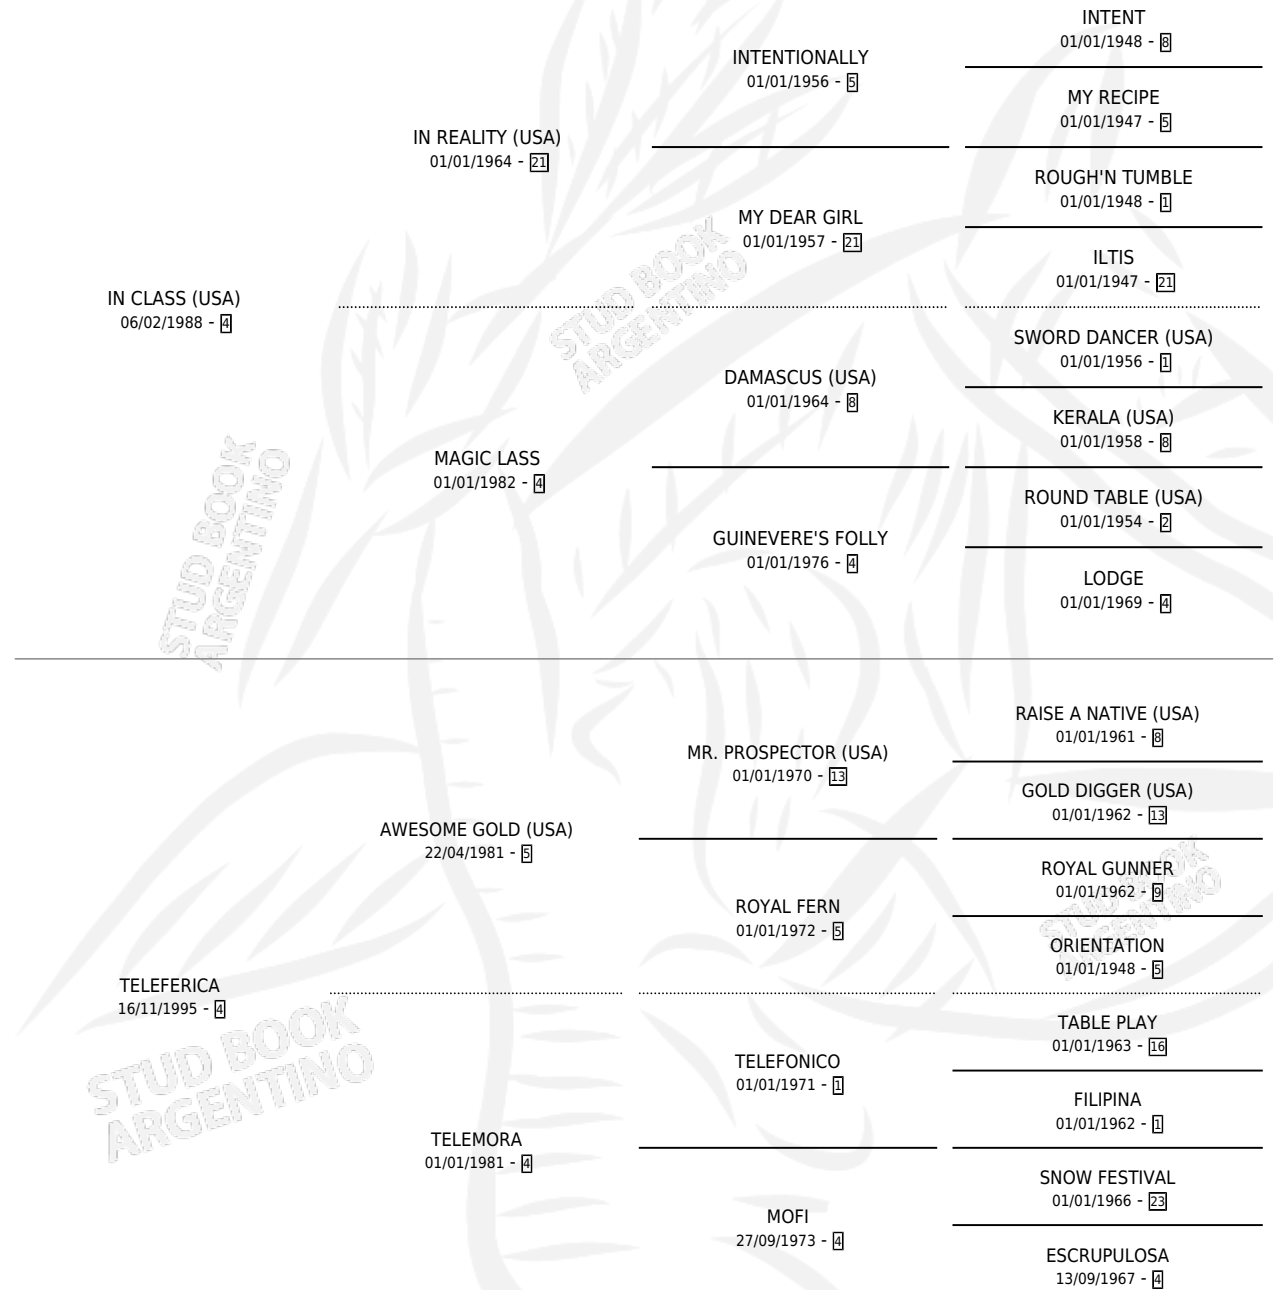 INTENT
01/01/1948 - 8
INTENTIONALLY
01/01/1956 - 5
MY RECIPE
01/01/1947 - 5
IN REALITY (USA)
01/01/1964 - 21
ROUGH'N TUMBLE
01/01/1948 - 1
MY DEAR GIRL
01/01/1957 - 21
ILTIS
01/01/1947 - 21
IN CLASS (USA)
06/02/1988 - 4
STUD BOOK
ARGENTINO
SWORD DANCER (USA)
01/01/1956 - 1
DAMASCUS (USA)
01/01/1964 - 8
KERALA (USA)
01/01/1958 - 8
MAGIC LASS
01/01/1982 - 4
ROUND TABLE (USA)
01/01/1954 - 2
GUINEVERE'S FOLLY
01/01/1976 - 4
LODGE
01/01/1969 - 4
STUD BOOK
ARGENTINO
RAISE A NATIVE (USA)
01/01/1961 - 8
MR. PROSPECTOR (USA)
01/01/1970 - 13
GOLD DIGGER (USA)
01/01/1962 - 13
AWESOME GOLD (USA)
22/04/1981 - 5
ROYAL GUNNER
01/01/1962 - 9
ROYAL FERN
01/01/1972 - 5
ORIENTATION
01/01/1948 - 5
STUD BOOK
ARGENTINO
TELEFERICA
16/11/1995 - 4
TABLE PLAY
01/01/1963 - 16
TELEFONICO
01/01/1971 - 1
FILIPINA
01/01/1962 - 1
STUD BOOK
ARGENTINO
TELEMORA
01/01/1981 - 4
SNOW FESTIVAL
01/01/1966 - 23
MOFI
27/09/1973 - 4
ESCRUPULOSA
13/09/1967 - 4